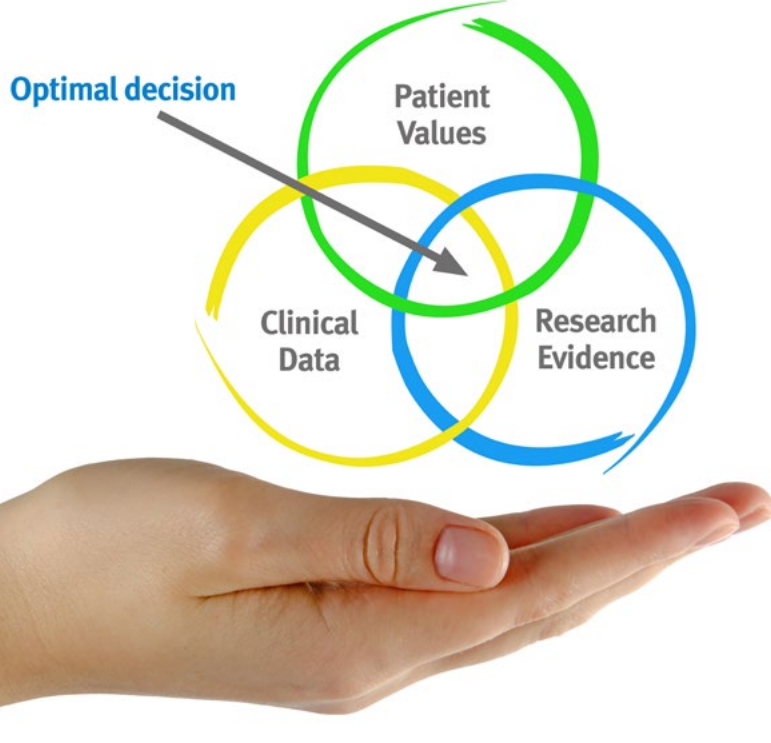 Optimal decision
Patient
Values
Clinical
Data
Research
Evidence